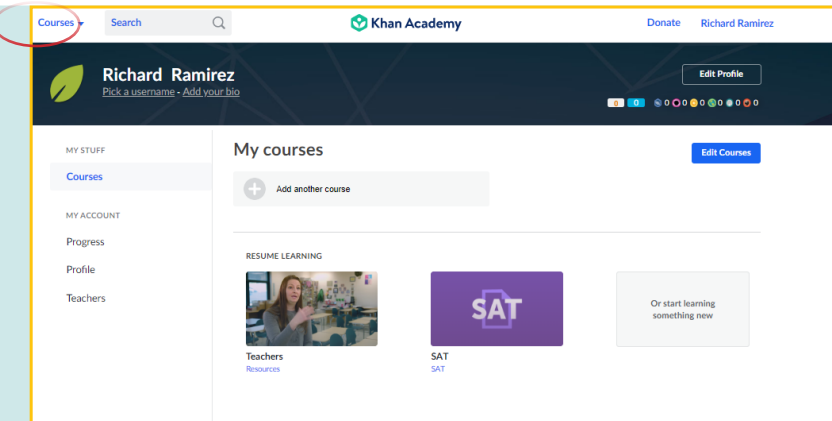 Courses
Search
Khan Academy
Donate
Richard Ramirez
Richard Ramirez
Pick a username - Add your bio
Edit Profile
0 0 0 0 0 0 0 0
MY STUFF
Courses
MY ACCOUNT
Progress
Profile
Teachers
My courses
Edit Courses
Add another course
RESUME LEARNING
Teachers
Resources
SAT
SAT
SAT
Or start learning
something new